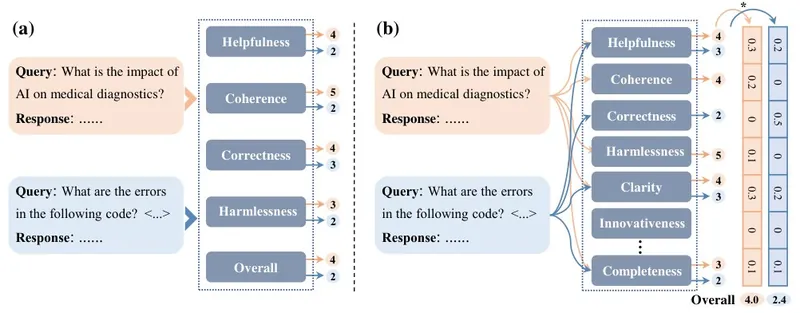 (a)
Query: What is the impact of
AI on medical diagnostics?
Response: ......
Query: What are the errors
in the following code? <...>
Response: ......
Helpfulness
4
2
Coherence
5
2
Correctness
4
3
Harmlessness
3
2
Overall
4
2
(b)
Query: What is the impact of
AI on medical diagnostics?
Response: ......
Query: What are the errors
in the following code? <...>
Response: ......
Helpfulness
4
3
Coherence
4
Correctness
2
Harmlessness
5
Clarity
4
3
Innovativeness
Completeness
3
2
*
0.3
0.2
0
0.1
0.3
0
0.1
0.2
0
0.5
0
0.2
0
0.1
Overall 4.0 2.4